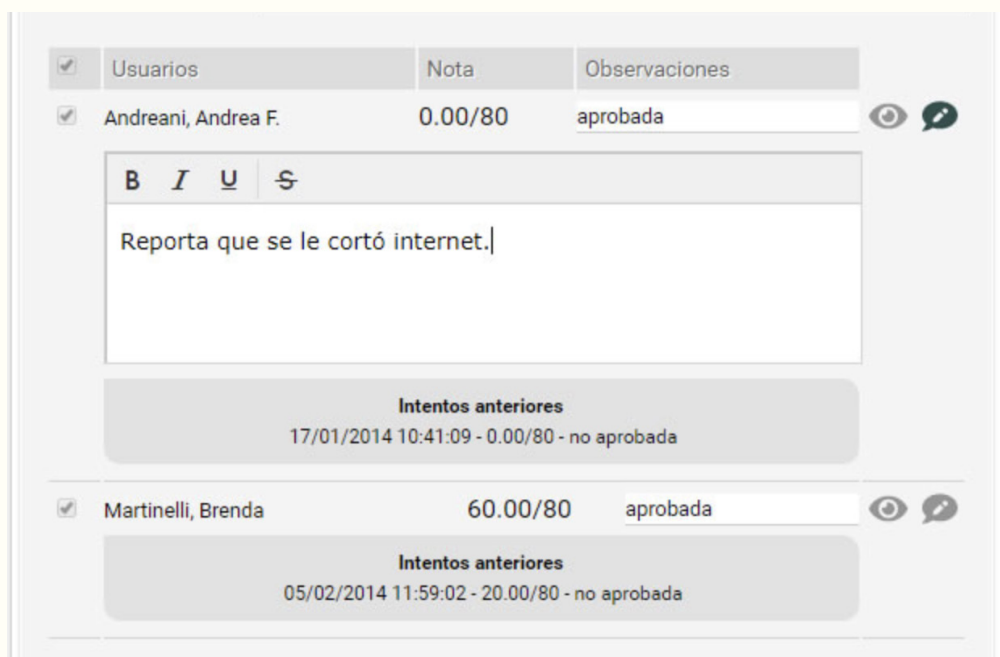 Usuarios Nota Observaciones
Andreani, Andrea F. 0.00/80 aprobada
B I U S
Reporta que se le cortó internet.
Intentos anteriores
17/01/2014 10:41:09 - 0.00/80 - no aprobada
Martinelli, Brenda 60.00/80 aprobada
Intentos anteriores
05/02/2014 11:59:02 - 20.00/80 - no aprobada